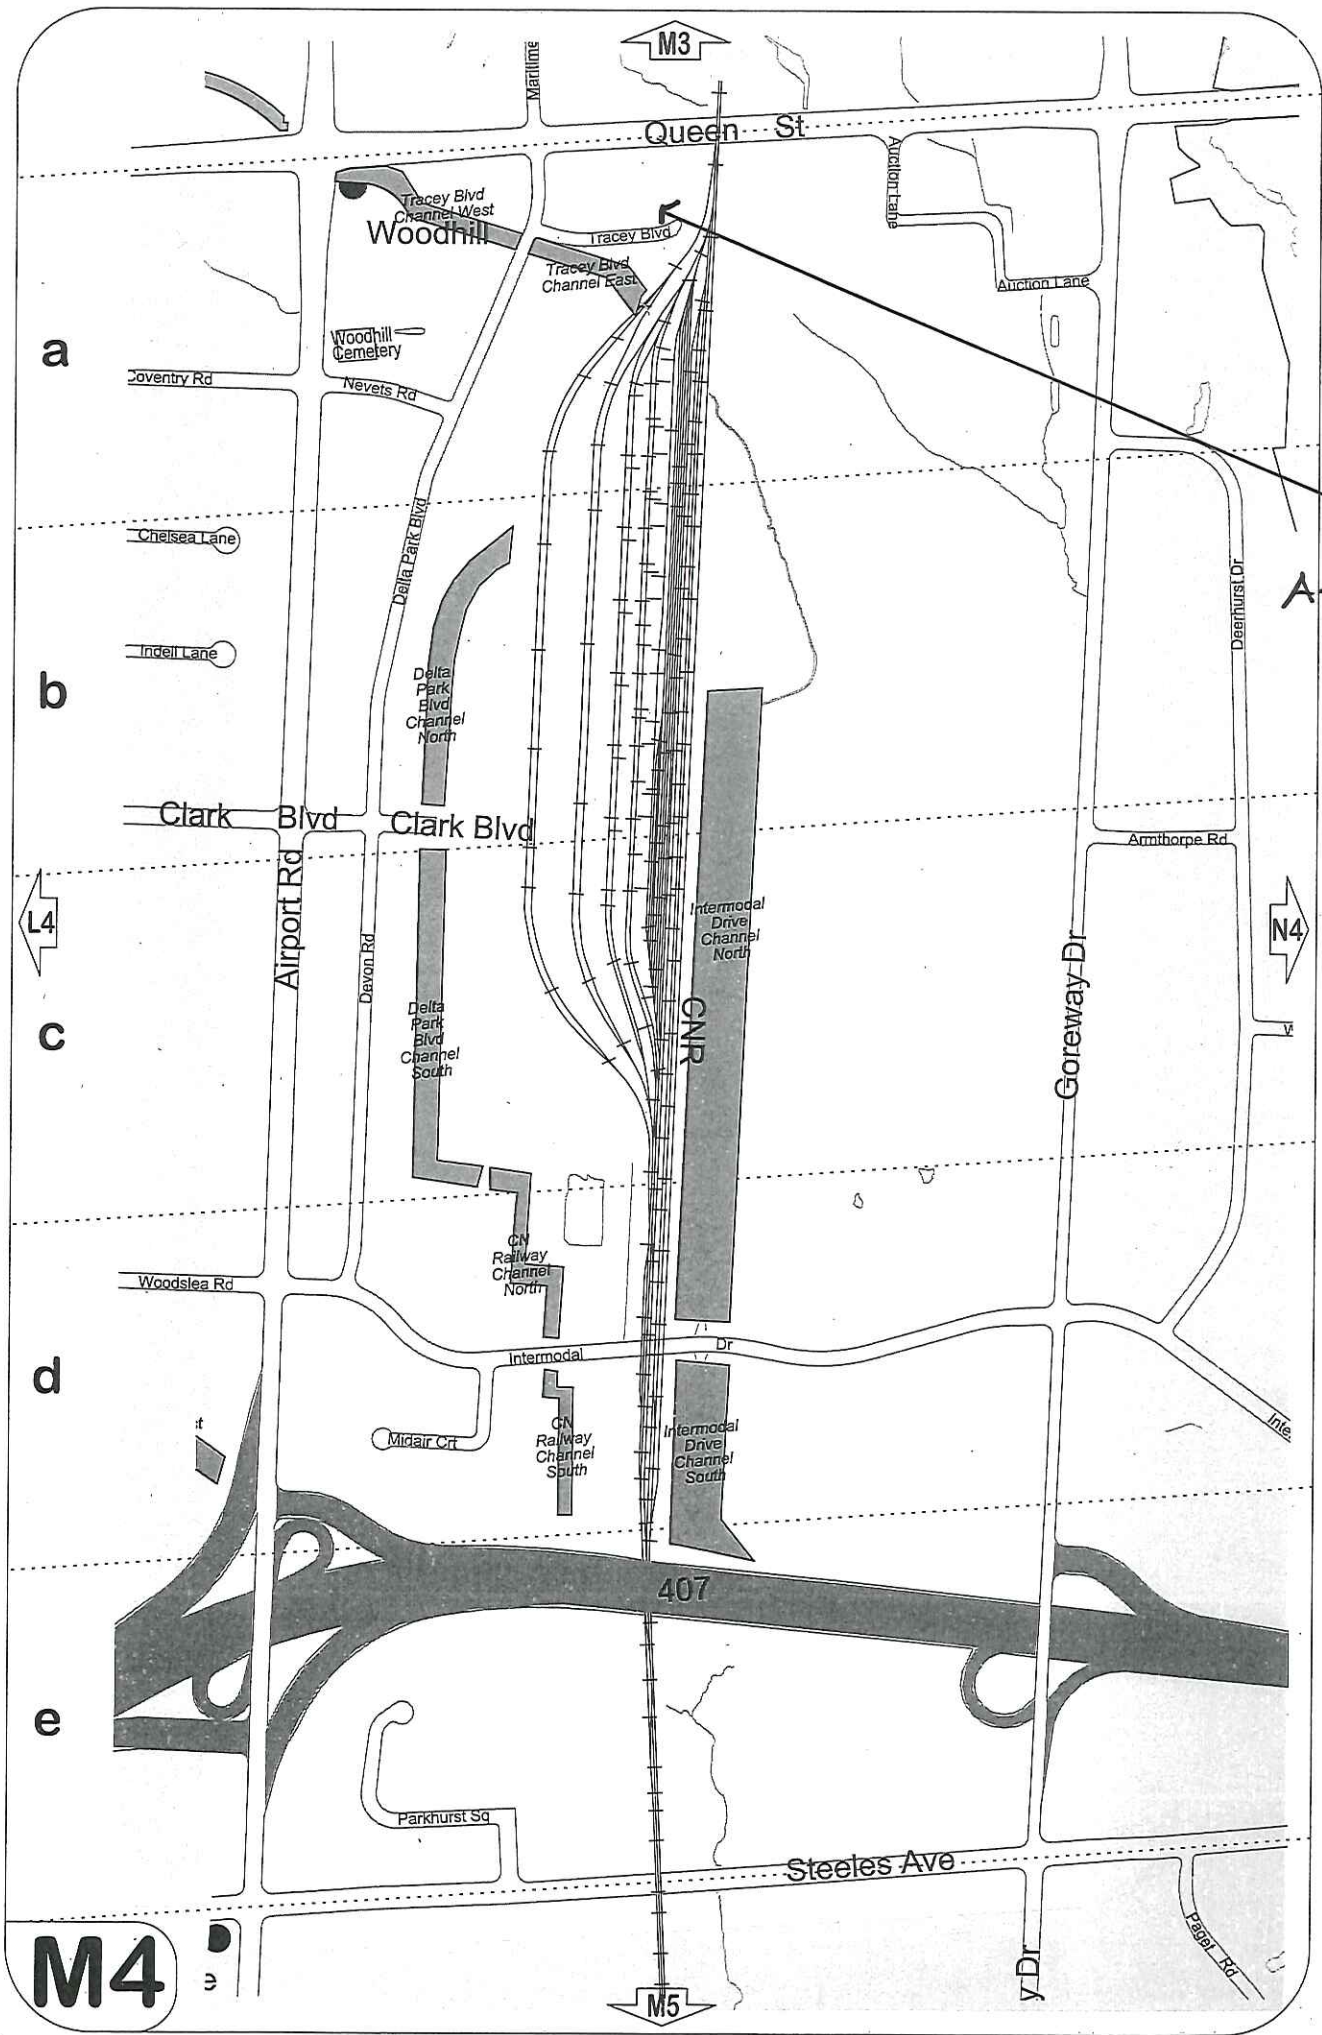 M3
Maritime
Queen St
Auction Lane
Tracey Blvd
Channel West
Woodhill
Tracey Blvd
Tracey Blvd
Channel East
Auction Lane
Woodhill
Cemetery
a
Coventry Rd
Nevets Rd
Chelsea Lane
Delta Park Blvd
Deerhurst Dr
A
Indell Lane
b
Delta
Park
Blvd
Channel
North
Clark Blvd
Clark Blvd
Armthorpe Rd
L4
Airport Rd
Devon Rd
Intermodal
Drive
Channel
North
Goreway Dr
N4
c
Delta
Park
Blvd
Channel
South
CNR
CN
Railway
Channel
North
Woodslea Rd
Intermodal Dr
d
Midair Crt
CN
Railway
Channel
South
Intermodal
Drive
Channel
South
Inte
st
407
e
Parkhurst Sq
Steeles Ave
Paget Rd
y Dr
M4
e
M5